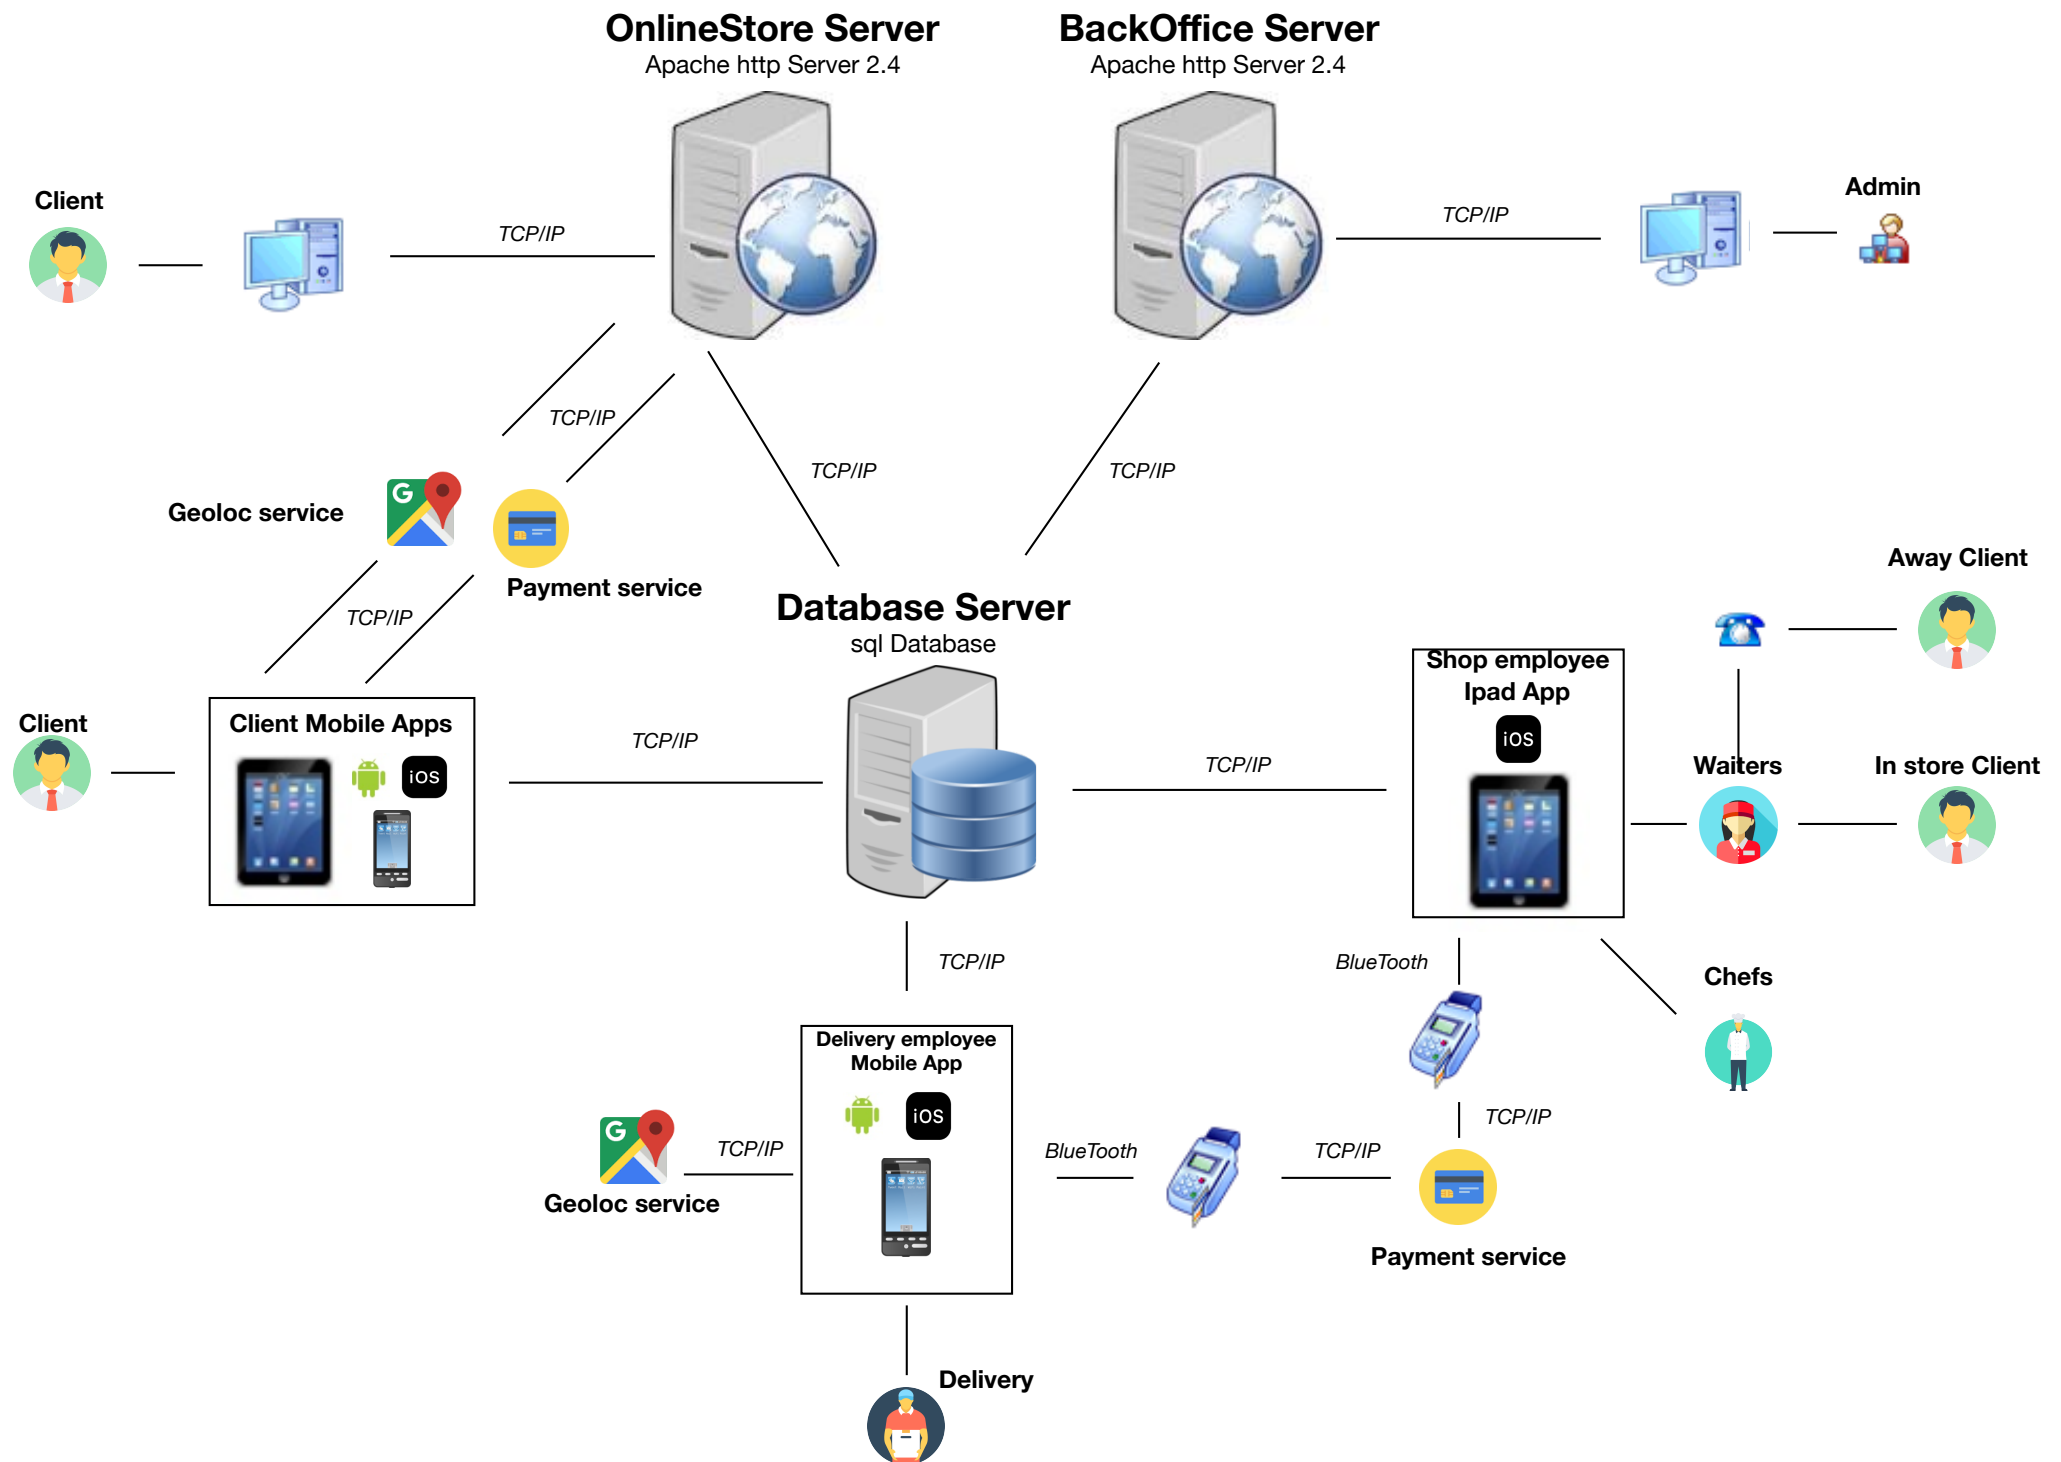 OnlineStore Server
Apache http Server 2.4
BackOffice Server
Apache http Server 2.4
Client
TCP/IP
TCP/IP
Admin
TCP/IP
TCP/IP
TCP/IP
G
Geoloc service
Payment service
TCP/IP
Database Server
sql Database
Away Client
Client
Client Mobile Apps
iOS
TCP/IP
TCP/IP
Shop employee
Ipad App
iOS
Waiters
In store Client
TCP/IP
BlueTooth
Chefs
Delivery employee
Mobile App
iOS
G
TCP/IP
Geoloc service
BlueTooth
TCP/IP
TCP/IP
Payment service
Delivery